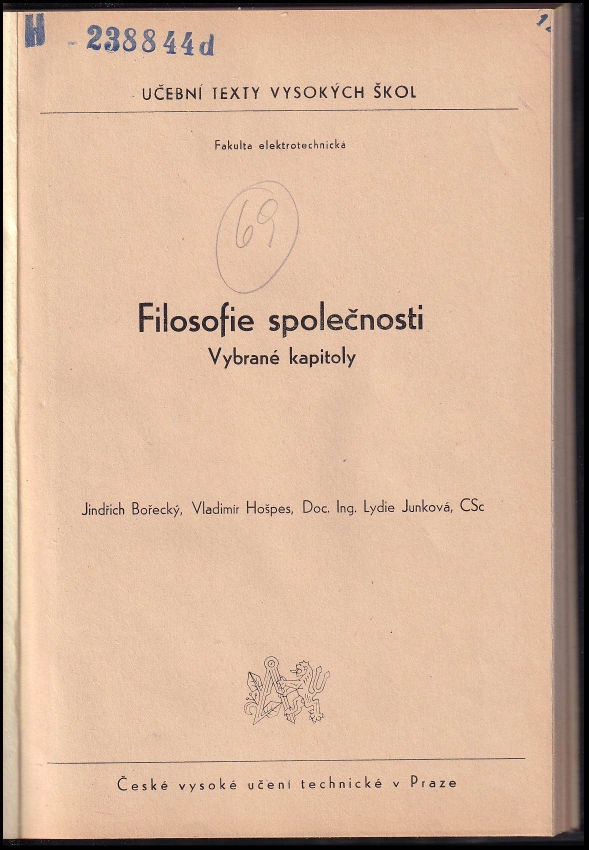 H - 238844d
UČEBNÍ TEXTY VYSOKÝCH ŠKOL
Fakulta elektrotechnická
69
Filosofie společnosti
Vybrané kapitoly
Jindřich Bořecký, Vladimír Hošpes, Doc. Ing. Lydie Junková, CSc
České vysoké učení technické v Praze